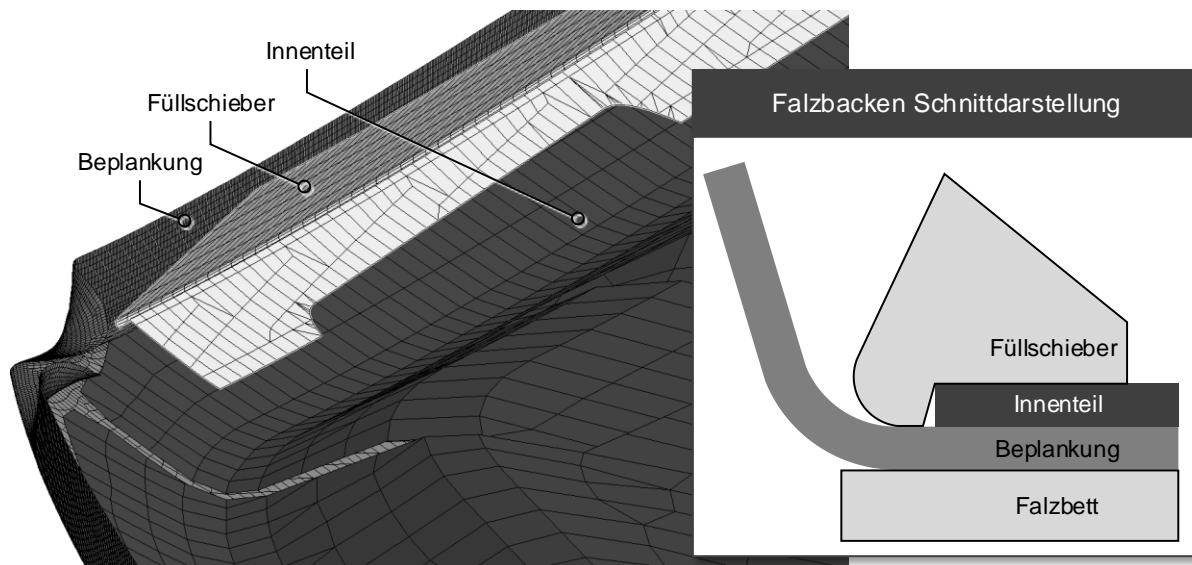 Innenteil
Füllschieber
Beplankung
Falzbacken Schnittdarstellung
Füllschieber
Innenteil
Beplankung
Falzbett